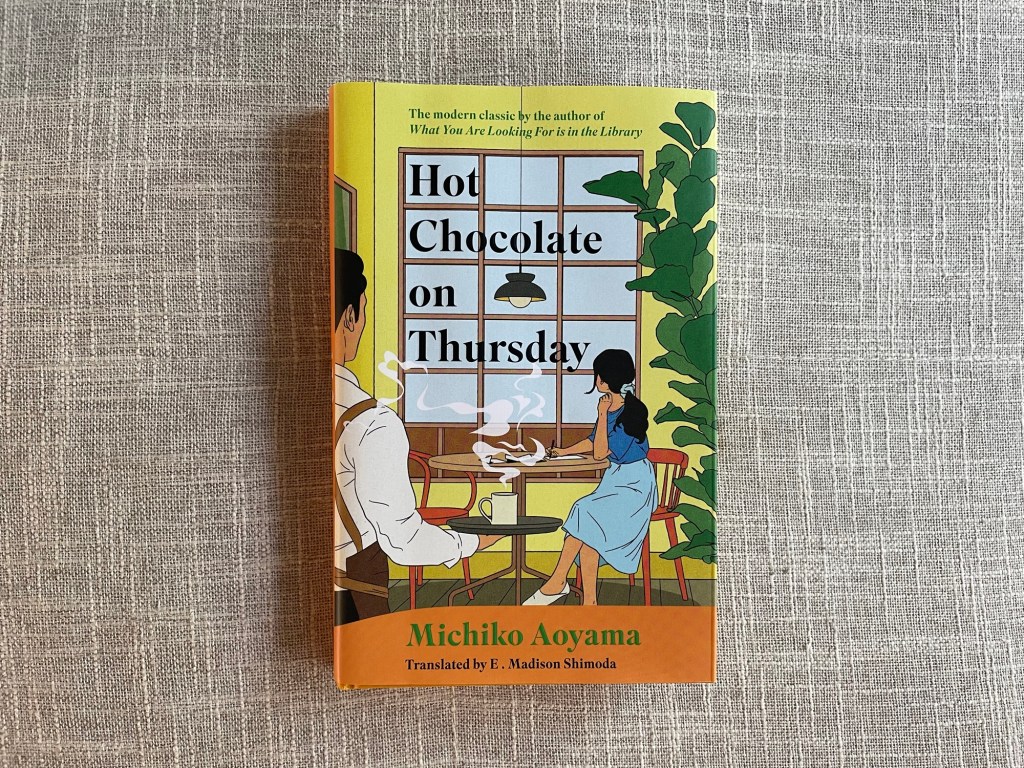 The modern classic by the author of
What You Are Looking For is in the Library
Hot
Chocolate
on
Thursday
Michiko Aoyama
Translated by E . Madison Shimoda